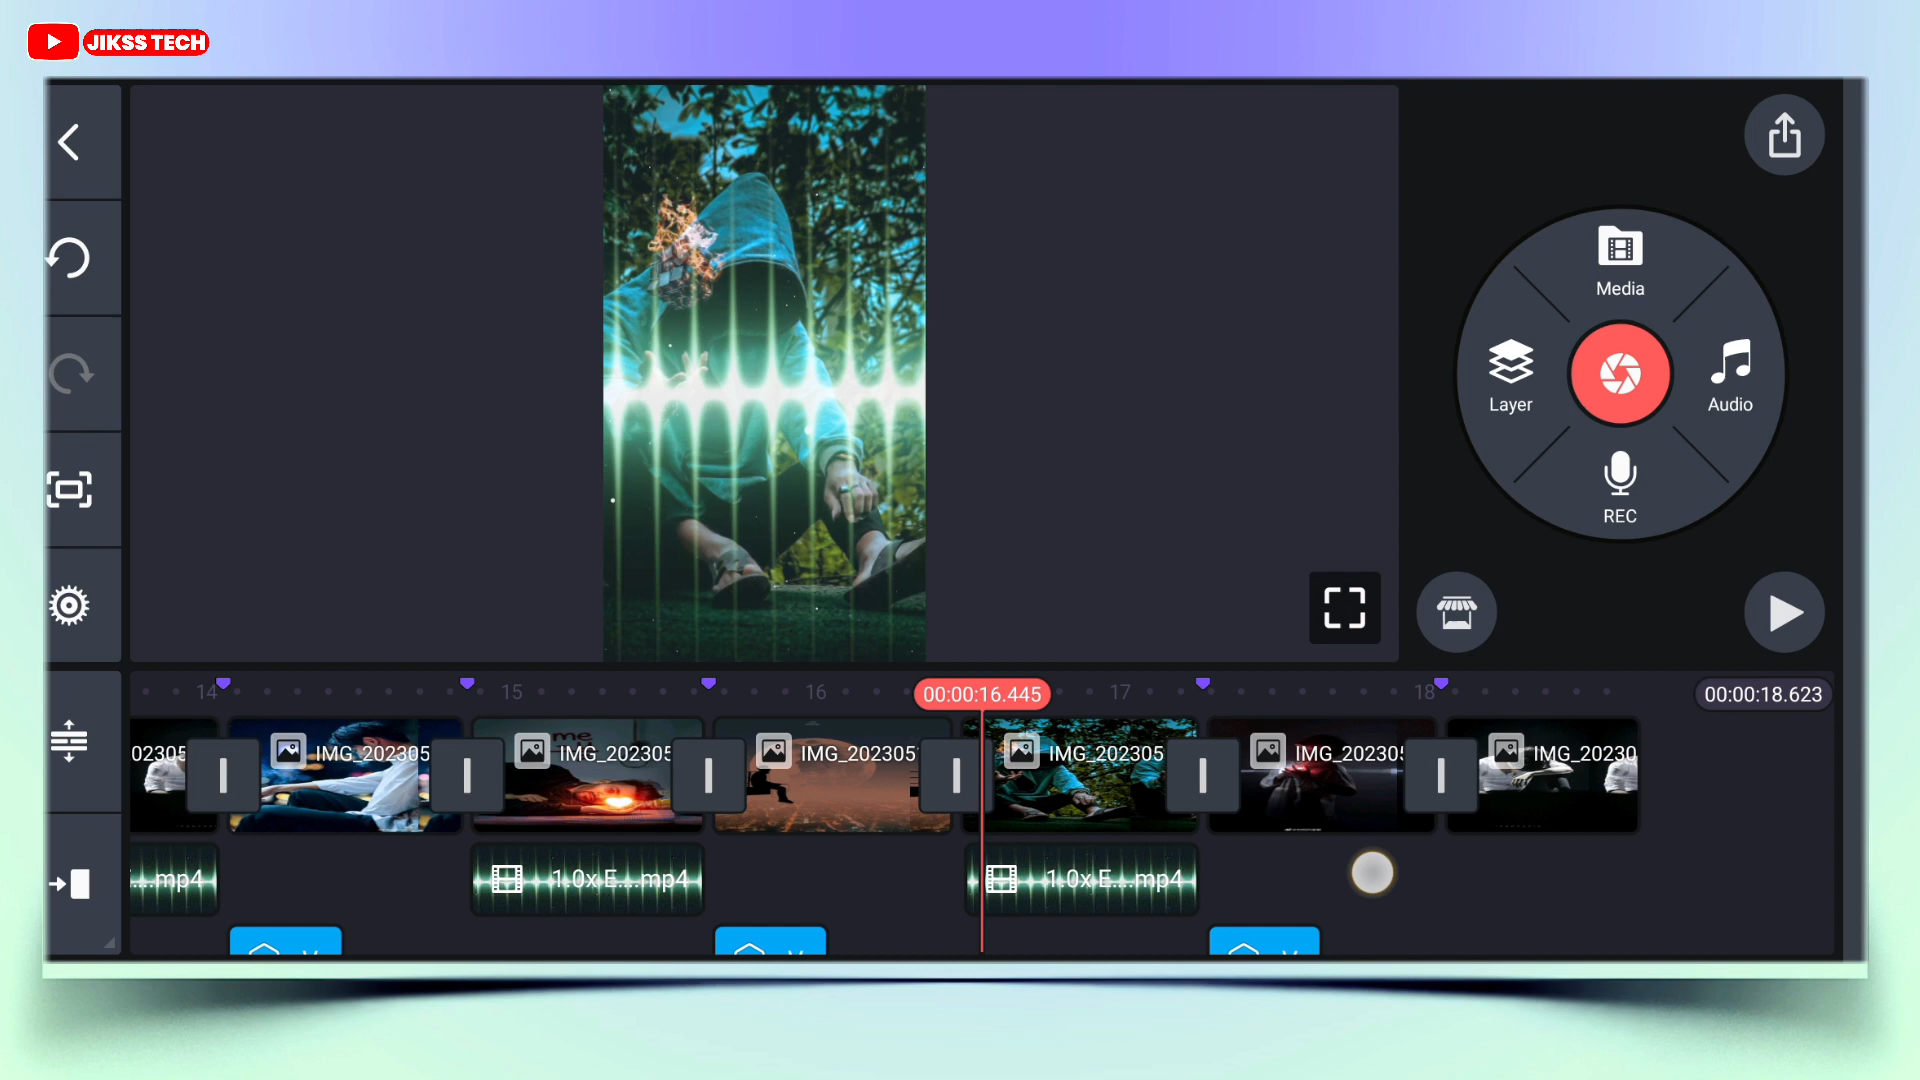 JIKSS TECH
Media
Layer
Audio
REC
14
15
16
00:00:16.445
17
18
00:00:18.623
02305
IMG_202305
IMG_202305
IMG_202305
IMG_202305
IMG_20230
IMG_20230
me
...mp4
1.0x E....mp4
1.0x E....mp4